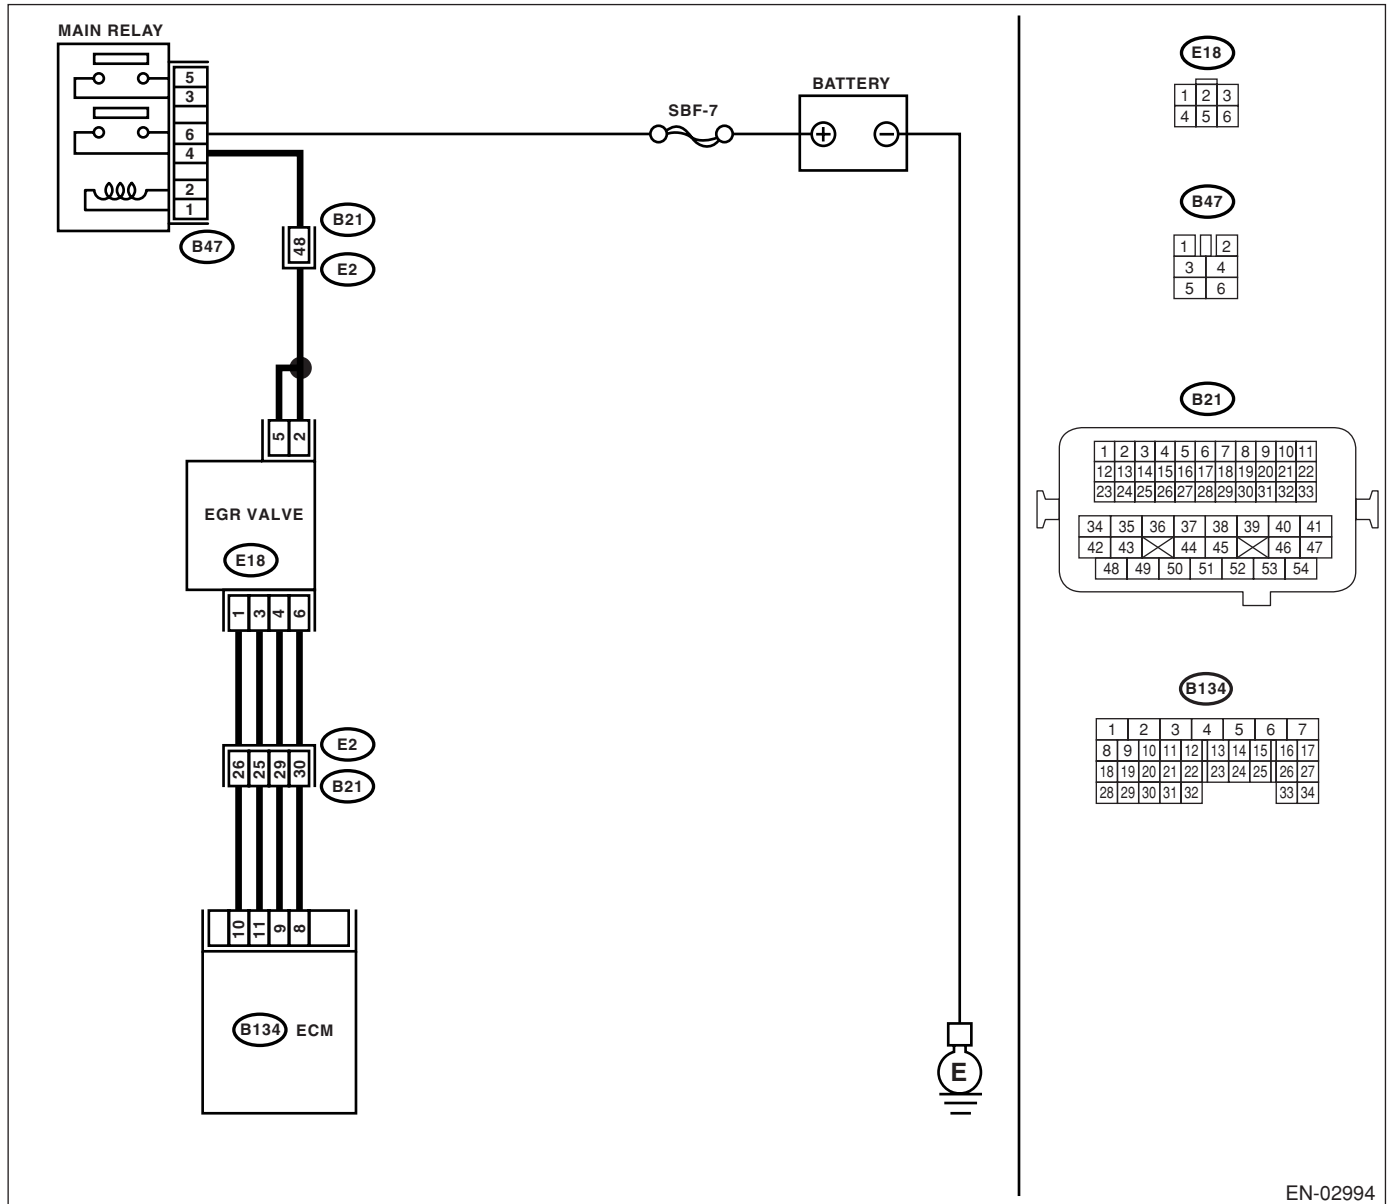 MAIN RELAY
5
3
6
4
2
1
B47
SBF-7
BATTERY
+
−
48
B21
E2
5
2
EGR VALVE
E18
1 3 4 6
26 25 29 30
E2
B21
10 11 9 8
B134 ECM
E
E18
1 2 3
4 5 6
B47
1 2
3 4
5 6
B21
1 2 3 4 5 6 7 8 9 10 11
12 13 14 15 16 17 18 19 20 21 22
23 24 25 26 27 28 29 30 31 32 33
34 35 36 37 38 39 40 41
42 43 44 45 46 47
48 49 50 51 52 53 54
B134
1 2 3 4 5 6 7
8 9 10 11 12 13 14 15 16 17
18 19 20 21 22 23 24 25 26 27
28 29 30 31 32 33 34
EN-02994